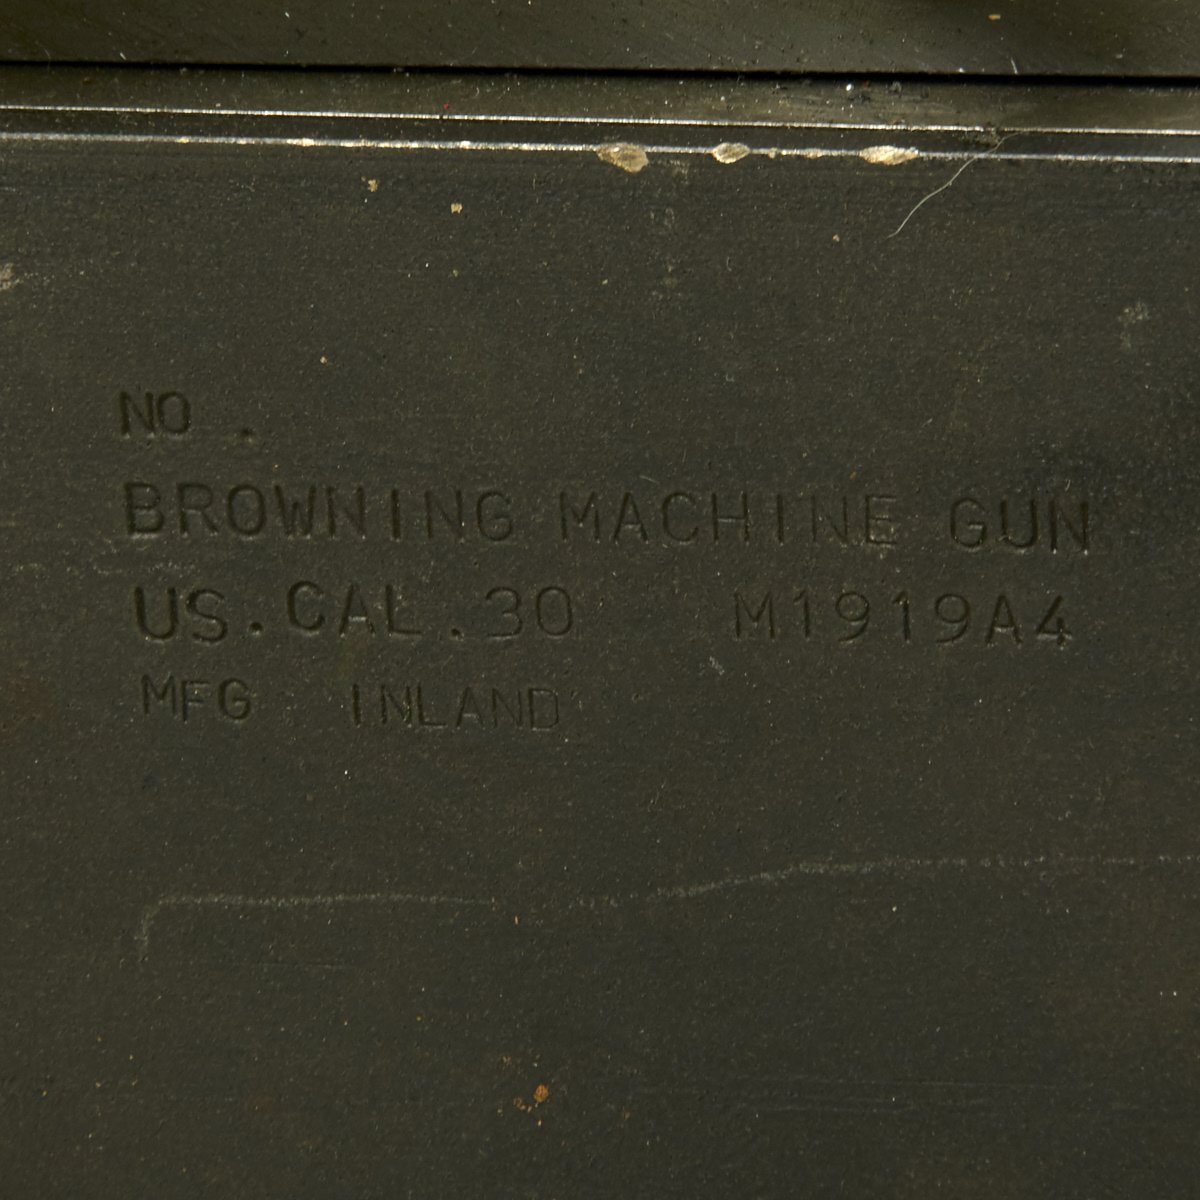 NO .
BROWNING MACHINE GUN
US. CAL .30 M1919A4
MFG INLAND